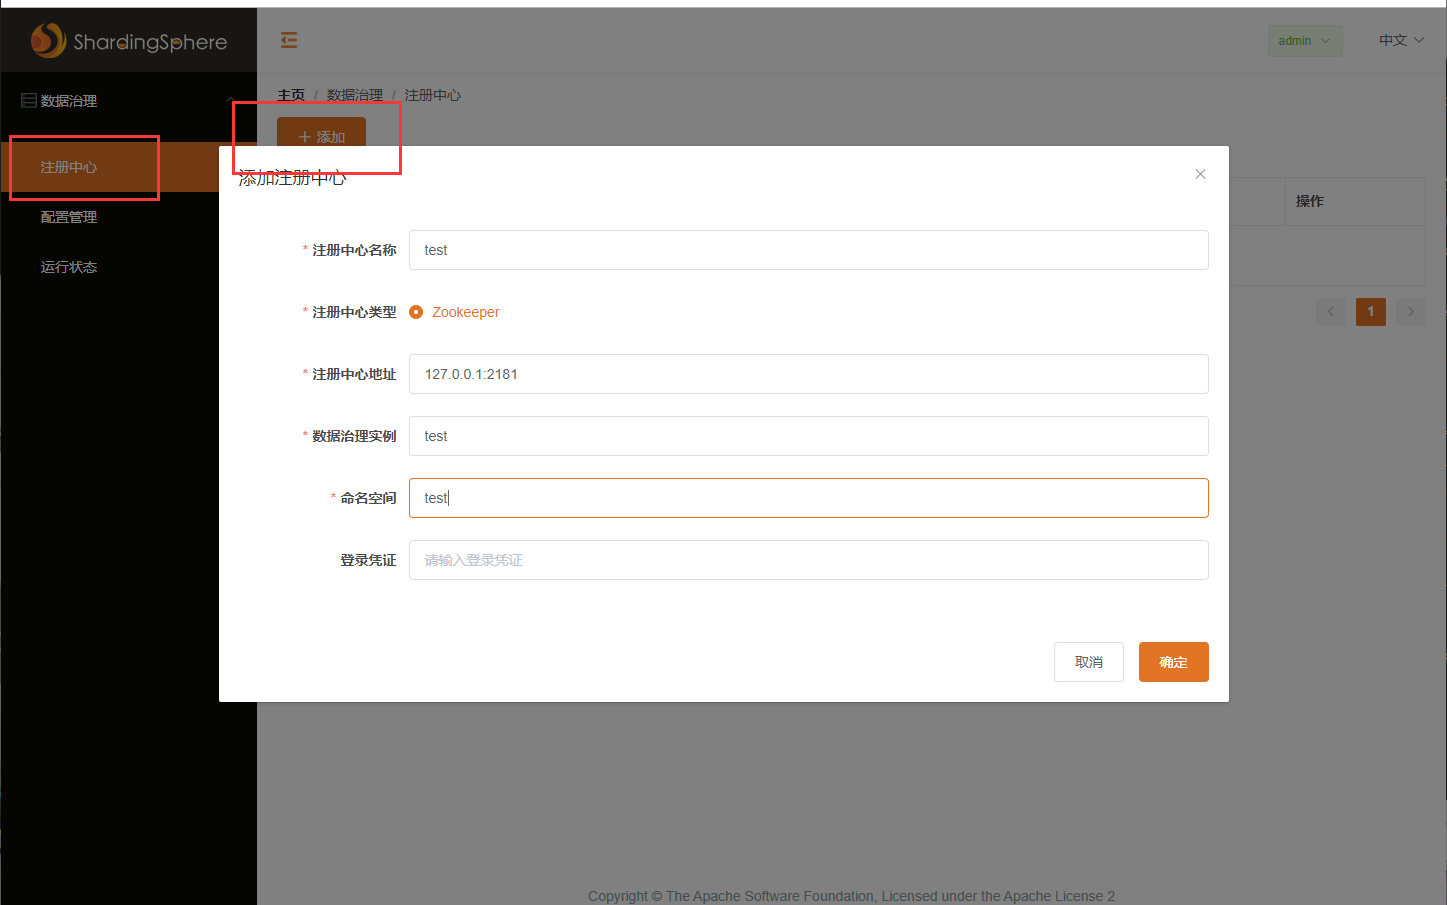 ShardingSphere
admin
中文
数据治理
主页 / 数据治理 / 注册中心
+ 添加
注册中心
配置管理
运行状态
操作
1
添加注册中心
* 注册中心名称 test
* 注册中心类型 Zookeeper
* 注册中心地址 127.0.0.1:2181
* 数据治理实例 test
* 命名空间 test
登录凭证 请输入登录凭证
取消 确定
Copyright © The Apache Software Foundation, Licensed under the Apache License 2